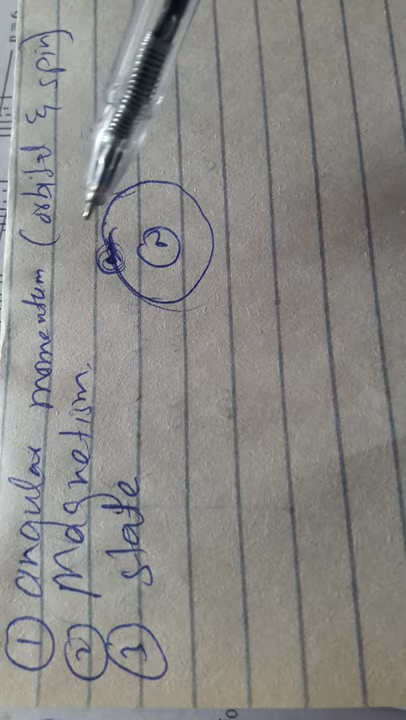 ① angular momentum (orbital & spin)
② Magnetism.
③ state